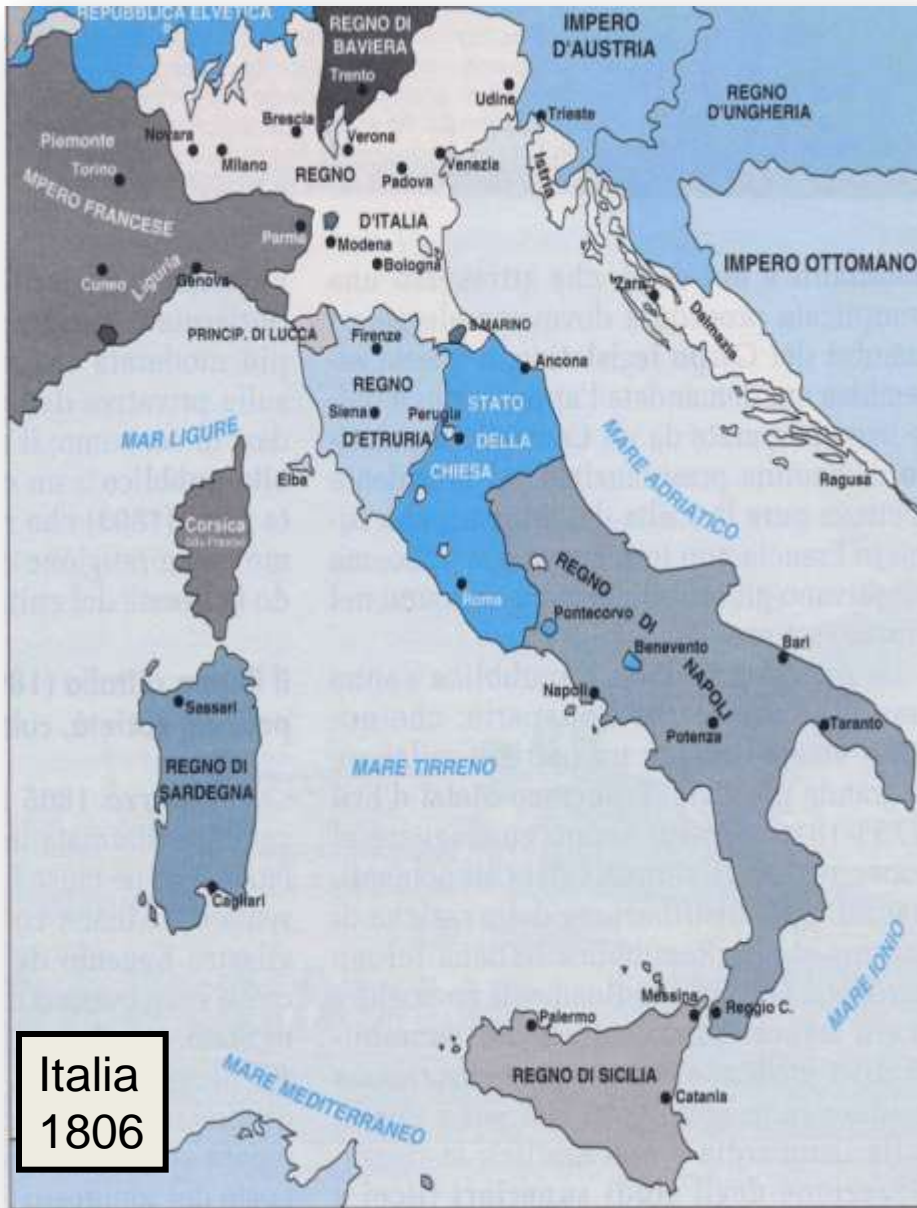 REPUBBLICA ELVETICA
REGNO DI
BAVIERA
Trento
IMPERO
D'AUSTRIA
REGNO
D'UNGHERIA
Udine
Trieste
Istria
Brescia
Verona
Novara
Milano
Venezia
Padova
REGNO
D'ITALIA
Piemonte
Torino
MPERO FRANCESE
Parma
Modena
Bologna
Liguria
Genova
Cuneo
IMPERO OTTOMANO
Zara
Dalmazia
Ragusa
PRINCIP. DI LUCCA
Firenze
S.MARINO
Ancona
REGNO
D'ETRURIA
Siena
Perugia
STATO
DELLA
CHIESA
Elba
MAR LIGURE
MARE ADRIATICO
Corsica
Roma
REGNO
DI
NAPOLI
Pontecorvo
Benevento
Bari
Napoli
Potenza
Taranto
Sassari
REGNO DI
SARDEGNA
Cagliari
MARE TIRRENO
MARE IONIO
Messina
Reggio C.
Palermo
REGNO DI SICILIA
Catania
MARE MEDITERRANEO
Italia
1806